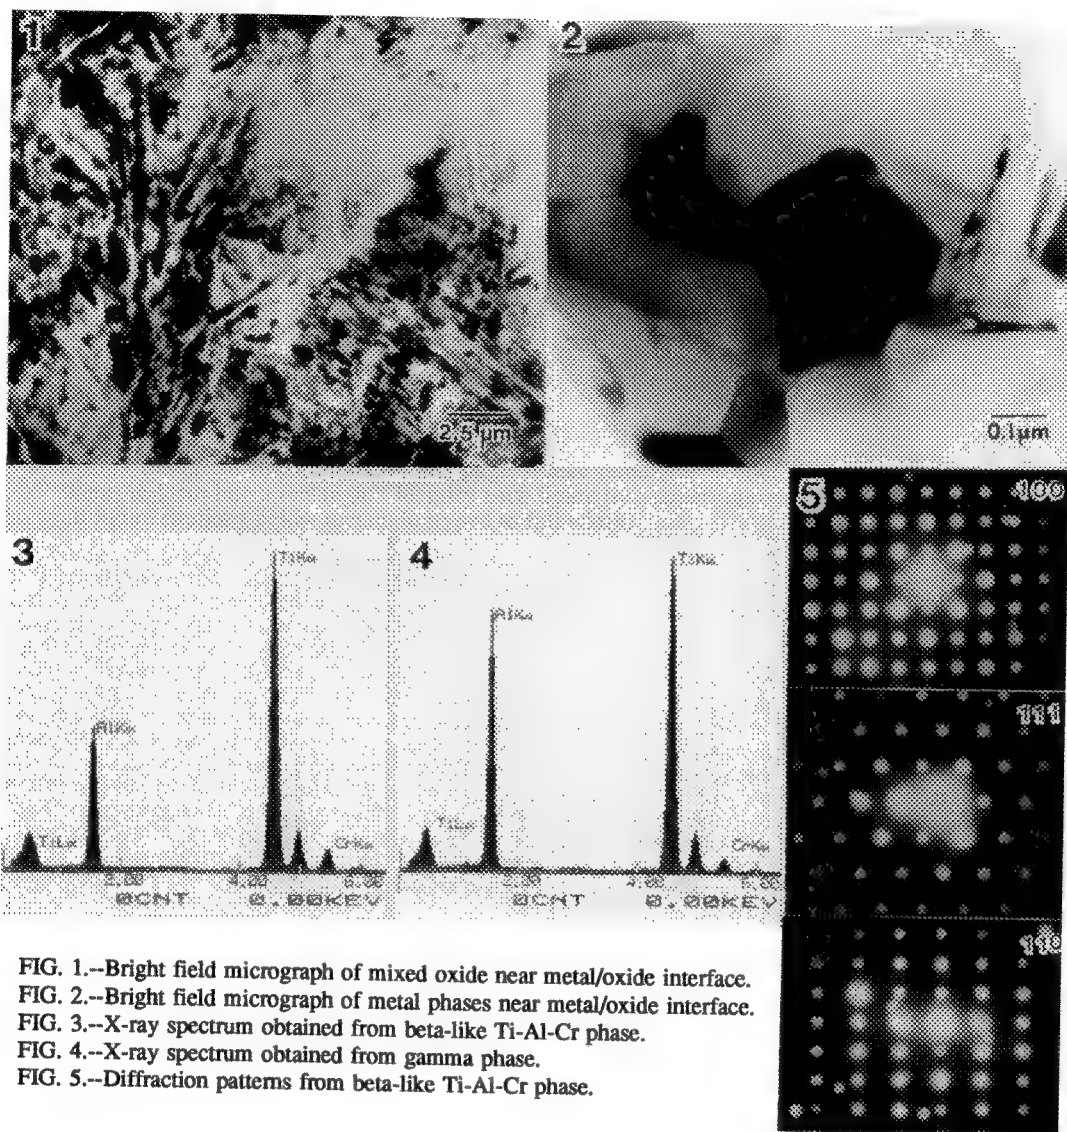 1
2
2.5 µm
0.1µm
3
TiKα
AlKα
TiLα
CrKα
2.00
4.00
6.00
0CNT
0.00KEV
4
TiKα
AlKα
TiLα
CrKα
2.00
4.00
6.00
0CNT
0.00KEV
5
100
111
110
FIG. 1.--Bright field micrograph of mixed oxide near metal/oxide interface.
FIG. 2.--Bright field micrograph of metal phases near metal/oxide interface.
FIG. 3.--X-ray spectrum obtained from beta-like Ti-Al-Cr phase.
FIG. 4.--X-ray spectrum obtained from gamma phase.
FIG. 5.--Diffraction patterns from beta-like Ti-Al-Cr phase.